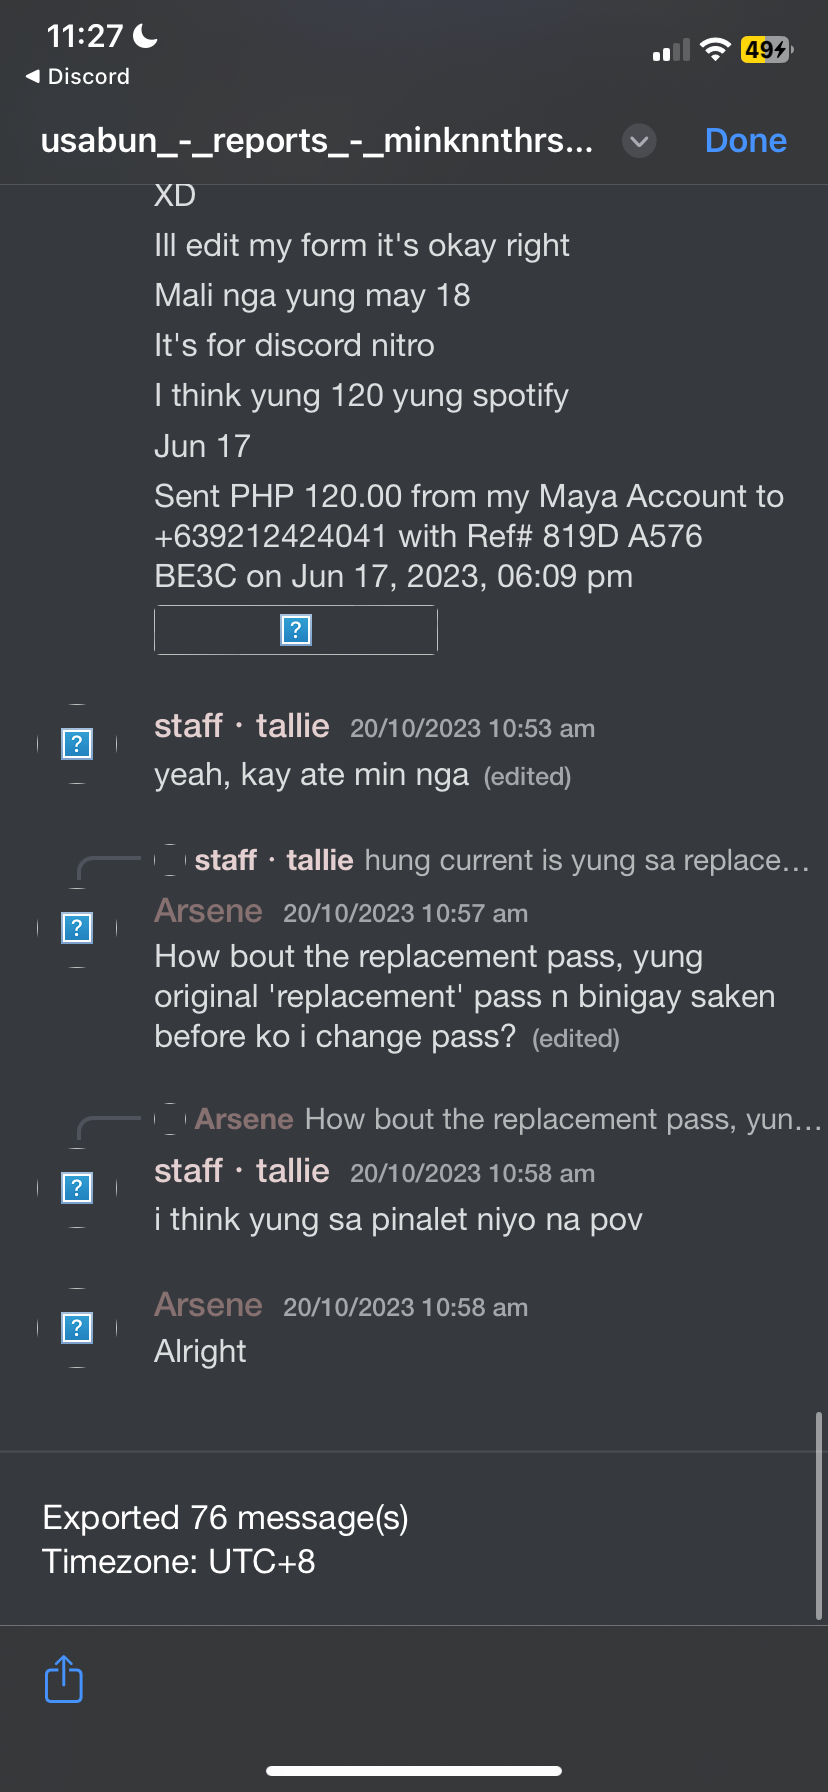 11:27
49
Discord
usabun_-_reports_-_minknnthrs...
Done
XD
Ill edit my form it's okay right
Mali nga yung may 18
It's for discord nitro
I think yung 120 yung spotify
Jun 17
Sent PHP 120.00 from my Maya Account to
+639212424041 with Ref# 819D A576
BE3C on Jun 17, 2023, 06:09 pm
?
staff · tallie 20/10/2023 10:53 am
?
yeah, kay ate min nga (edited)
staff · tallie hung current is yung sa replace...
Arsene 20/10/2023 10:57 am
?
How bout the replacement pass, yung
original 'replacement' pass n binigay saken
before ko i change pass? (edited)
Arsene How bout the replacement pass, yun...
staff · tallie 20/10/2023 10:58 am
?
i think yung sa pinalet niyo na pov
Arsene 20/10/2023 10:58 am
?
Alright
Exported 76 message(s)
Timezone: UTC+8